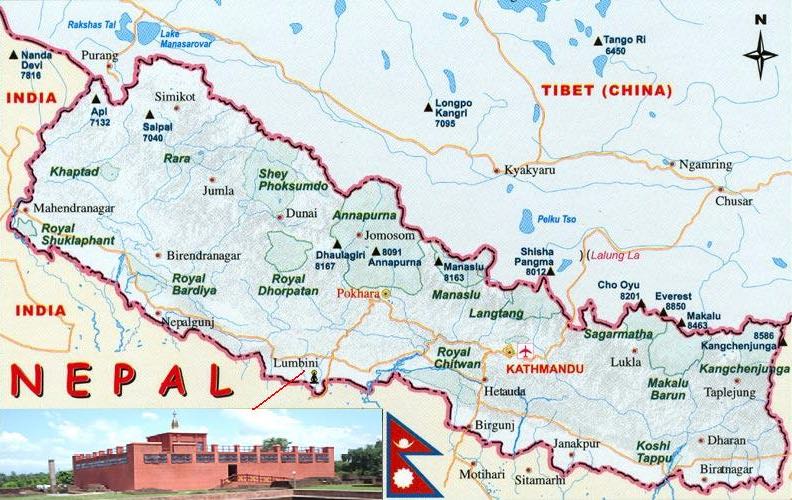 Rakshas Tal
Lake
Manasarovar
N
Nanda
Devi
7816
Purang
Tango Ri
6450
INDIA
Api
7132
Simikot
TIBET (CHINA)
Saipal
7040
Longpo
Kangri
7095
Rara
Khaptad
Shey
Phoksumdo
Kyakyaru
Ngamring
Jumla
Chusar
Mahendranagar
Dunai
Annapurna
Pelku Tso
Royal
Shuklaphant
Jomosom
Birendranagar
Dhaulagiri
8167
8091
Annapurna
Manaslu
8163
Shisha
Pangma
8012
)( Lalung La
Royal
Bardiya
Royal
Dhorpatan
Pokhara
Manaslu
Cho Oyu
8201
Everest
8850
Makalu
8463
INDIA
Nepalgunj
Langtang
Sagarmatha
8586
Kangchenjunga
Lumbini
Royal
Chitwan
KATHMANDU
Lukla
Kangchenjunga
NEPAL
Hetauda
Makalu
Barun
Taplejung
Birgunj
Janakpur
Koshi
Tappu
Dharan
Motihari
Sitamarhi
Biratnagar